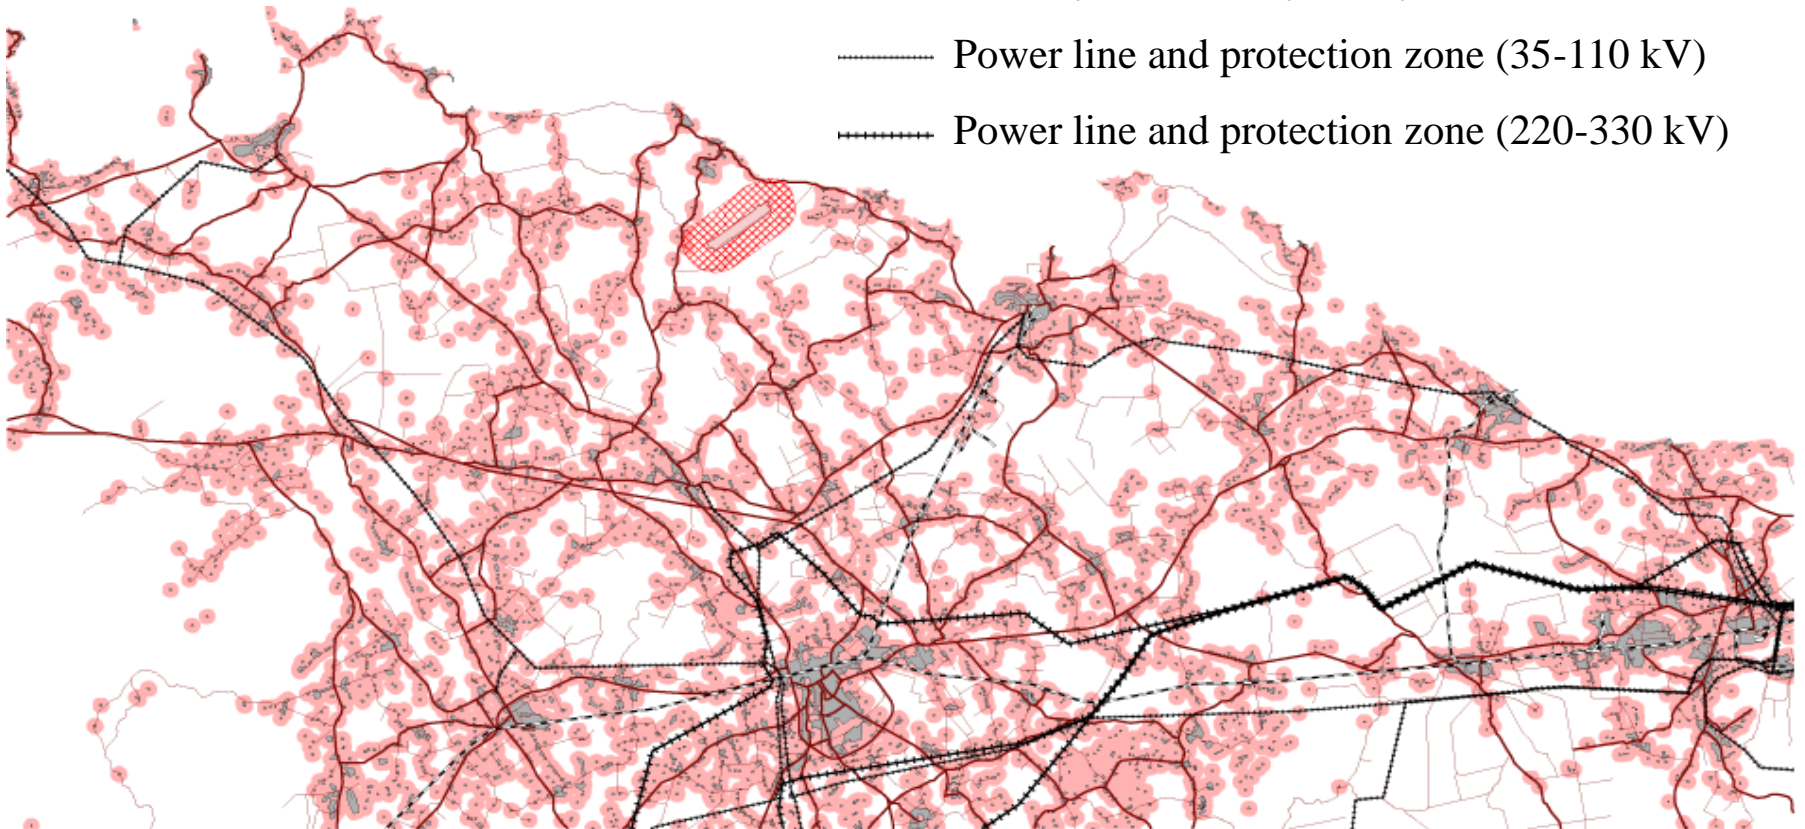 Power line and protection zone (35-110 kV)
Power line and protection zone (220-330 kV)